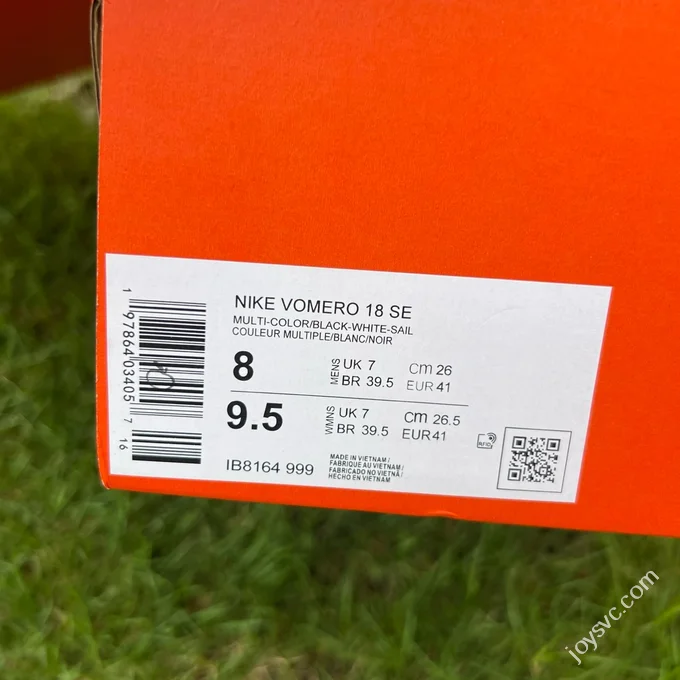 NIKE VOMERO 18 SE
MULTI-COLOR/BLACK-WHITE-SAIL
COULEUR MULTIPLE/BLANC/NOIR
8
MENS
UK 7
BR 39.5
Cm 26
EUR 41
9.5
WMNS
UK 7
BR 39.5
Cm 26.5
EUR 41
IB8164 999
MADE IN VIETNAM /
FABRIQUE AU VIETNAM /
FABRICADO NO VIETNÃ /
HECHO EN VIETNAM
RFID
1 97864 03405 7
16
joysvc.com